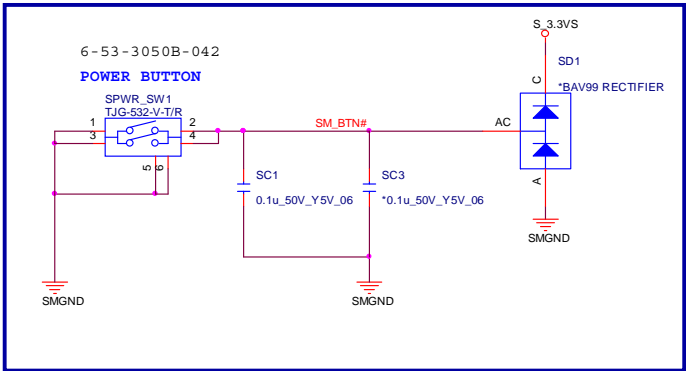 S_3.3VS
6-53-3050B-042
POWER BUTTON
SD1
C
*BAV99 RECTIFIER
SPWR_SW1
TJG-532-V-T/R
1
2
3
4
5
6
SM_BTN#
AC
A
SC1
0.1u_50V_Y5V_06
SC3
*0.1u_50V_Y5V_06
SMGND
SMGND
SMGND